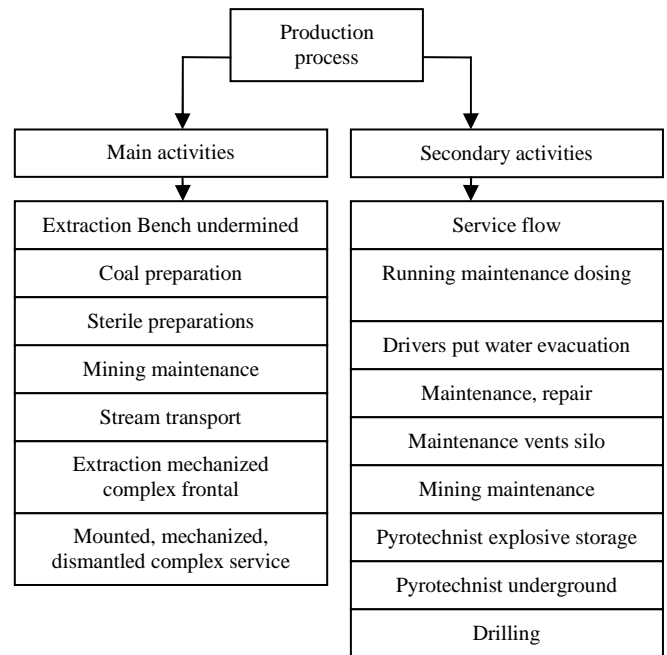 Production
process
Main activities
Extraction Bench undermined
Coal preparation
Sterile preparations
Mining maintenance
Stream transport
Extraction mechanized
complex frontal
Mounted, mechanized,
dismantled complex service
Secondary activities
Service flow
Running maintenance dosing
Drivers put water evacuation
Maintenance, repair
Maintenance vents silo
Mining maintenance
Pyrotechnist explosive storage
Pyrotechnist underground
Drilling